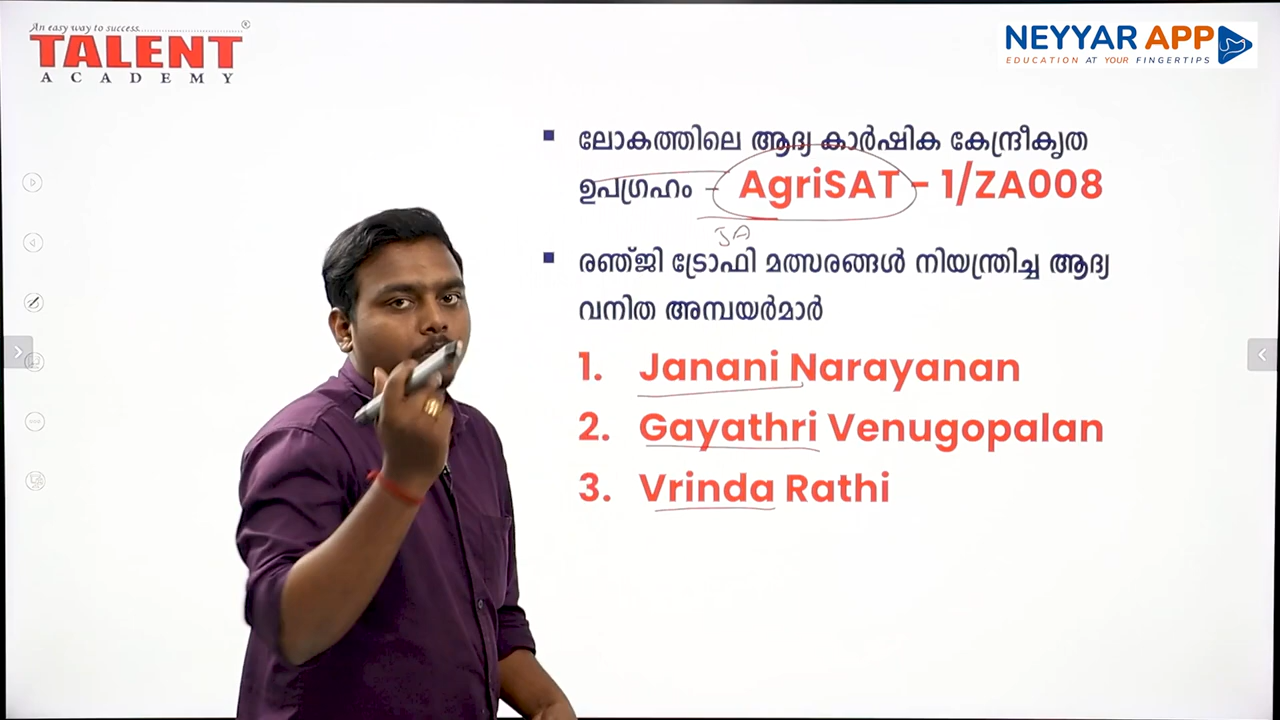 An easy way to success
TALENT
ACADEMY
NEYYAR APP
EDUCATION AT YOUR FINGERTIPS
ലോകത്തിലെ ആദ്യ കാർഷിക കേന്ദ്രീകൃത
ഉപഗ്രഹം - AgriSAT - 1/ZA008
SA
രഞ്ജി ട്രോഫി മത്സരങ്ങൾ നിയന്ത്രിച്ച ആദ്യ
വനിത അമ്പയർമാർ
1. Janani Narayanan
2. Gayathri Venugopalan
3. Vrinda Rathi